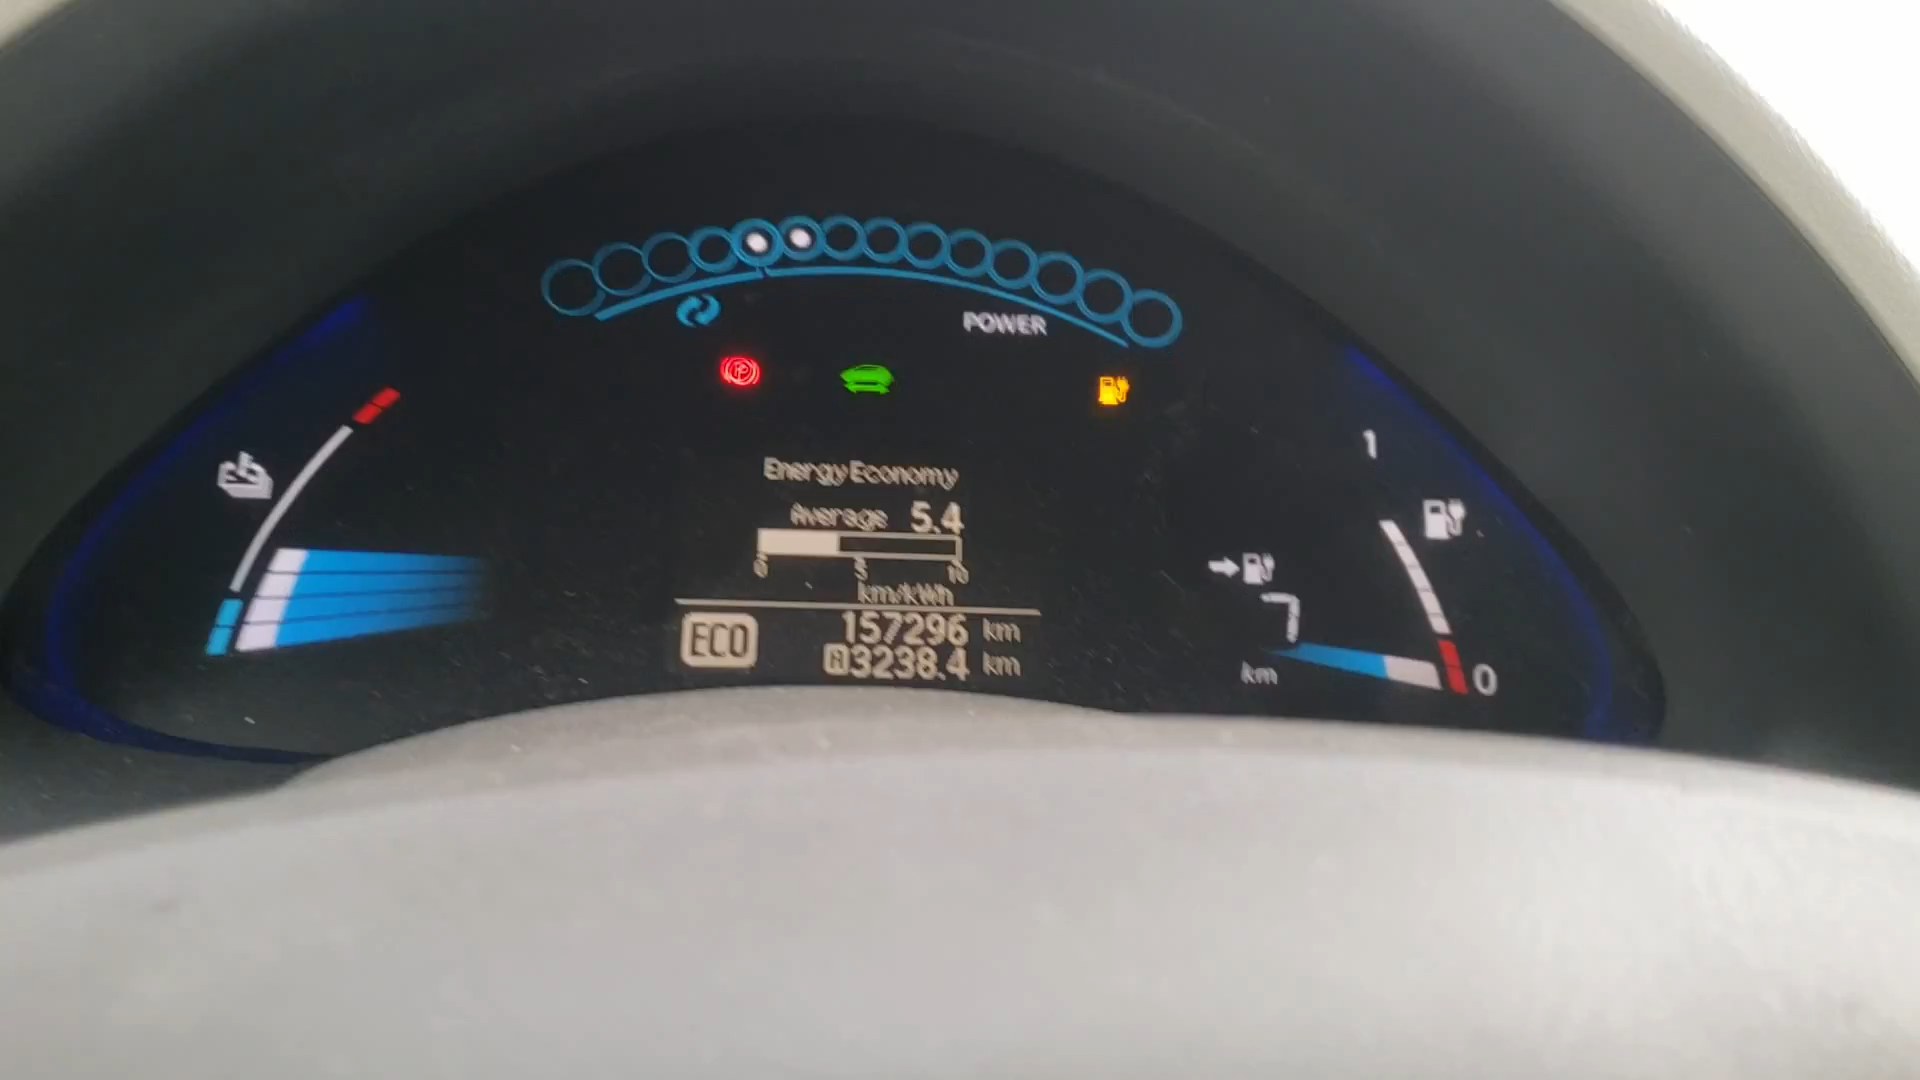 POWER
P
Energy Economy
1
Average 5.4
0 5 10
km/kWh
7
157296 km
ECO
A 3238.4 km
km
0